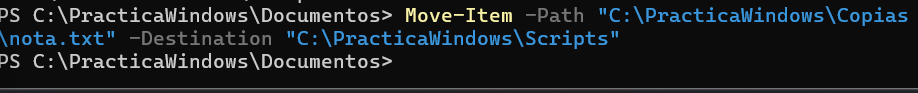 PS C:\PracticaWindows\Documentos> Move-Item -Path "C:\PracticaWindows\Copias
\nota.txt" -Destination "C:\PracticaWindows\Scripts"
PS C:\PracticaWindows\Documentos>